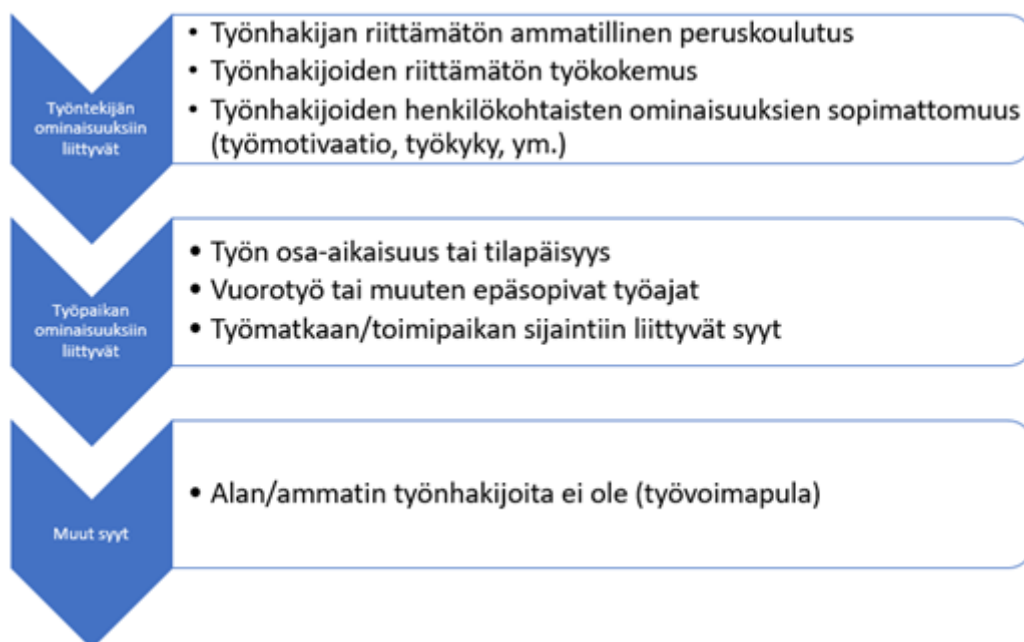 Työntekijän
ominaisuuksiin
liittyvät
• Työnhakijan riittämätön ammatillinen peruskoulutus
• Työnhakijoiden riittämätön työkokemus
• Työnhakijoiden henkilökohtaisten ominaisuuksien sopimattomuus
(työmotivaatio, työkyky, ym.)
Työpaikan
ominaisuuksiin
liittyvät
• Työn osa-aikaisuus tai tilapäisyys
• Vuorotyö tai muuten epäsopivat työajat
• Työmatkaan/toimipaikan sijaintiin liittyvät syyt
Muut syyt
• Alan/ammatin työnhakijoita ei ole (työvoimapula)